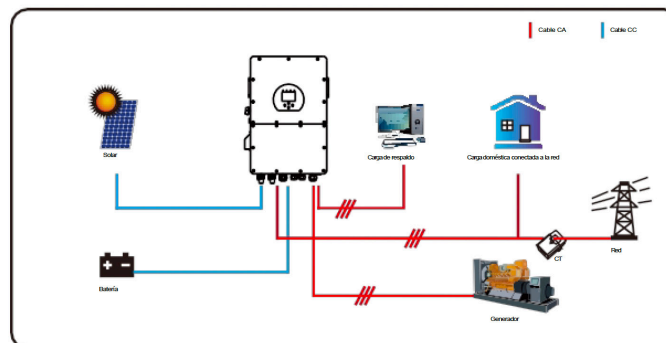 Cable CA
Cable CC
Solar
Carga de respaldo
Carga doméstica conectada a la red
CT
Red
Batería
Generador